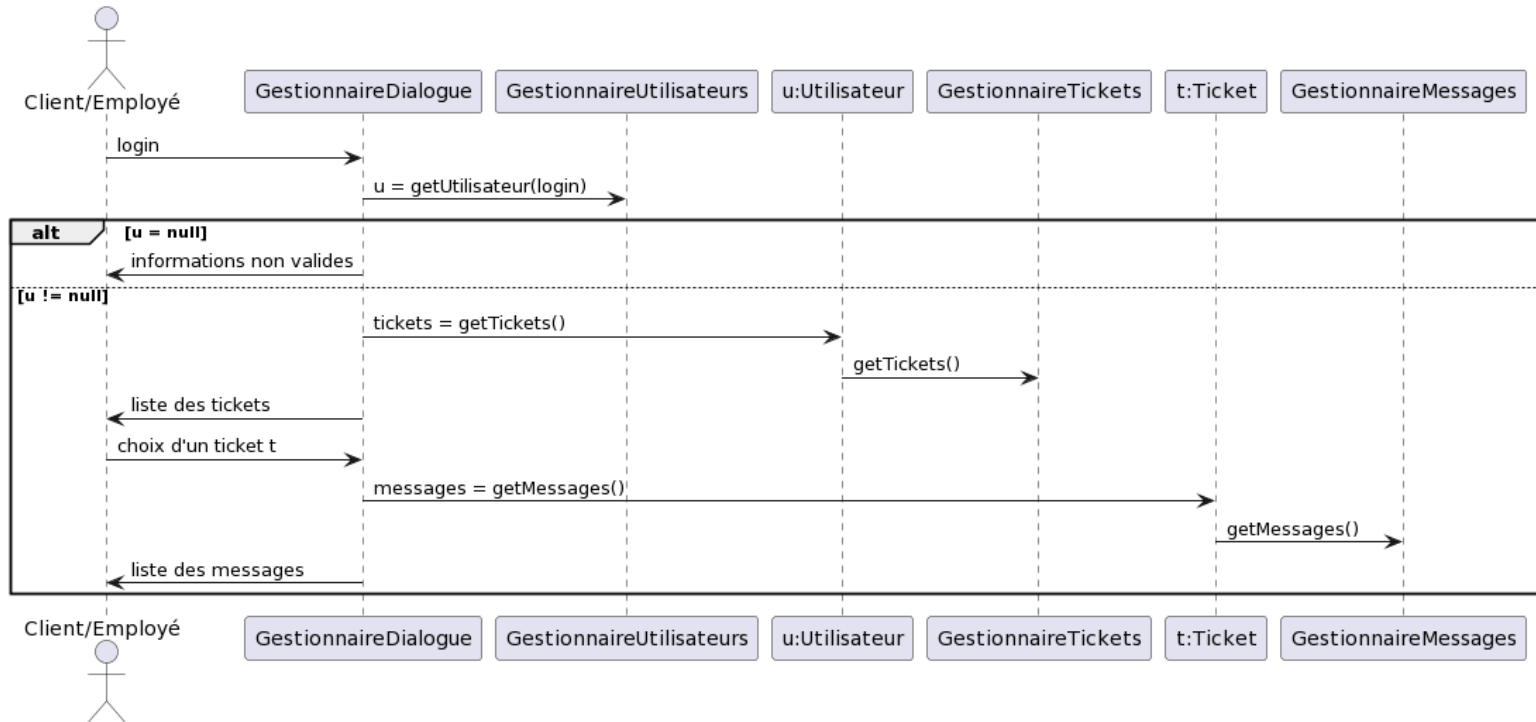 Client/Employé
GestionnaireDialogue
GestionnaireUtilisateurs
u:Utilisateur
GestionnaireTickets
t:Ticket
GestionnaireMessages
login
u = getUtilisateur(login)
alt
[u = null]
informations non valides
[u != null]
tickets = getTickets()
getTickets()
liste des tickets
choix d'un ticket t
messages = getMessages()
getMessages()
liste des messages
Client/Employé
GestionnaireDialogue
GestionnaireUtilisateurs
u:Utilisateur
GestionnaireTickets
t:Ticket
GestionnaireMessages